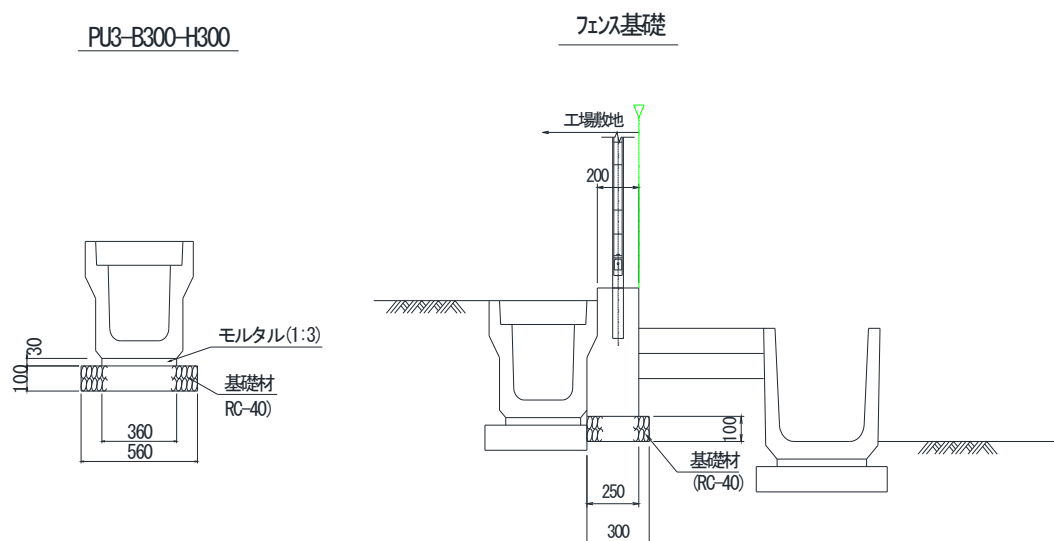 PU3-B300-H300
モルタル(1:3)
30
100
基礎材
RC-40)
360
560
フェンス基礎
工場敷地
200
100
基礎材
(RC-40)
250
300